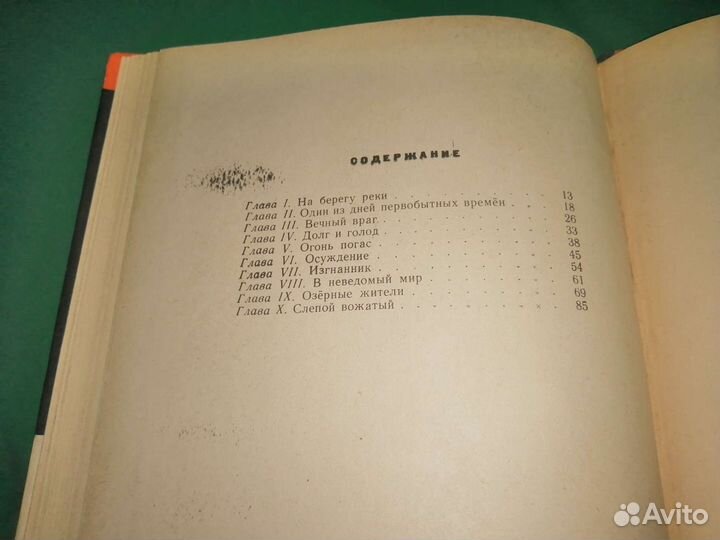 СОДЕРЖАНИЕ
Глава I. На берегу реки . . . . . . . . . . 13
Глава II. Один из дней первобытных времён . . 18
Глава III. Вечный враг . . . . . . . . . . 26
Глава IV. Долг и голод . . . . . . . . . . 33
Глава V. Огонь погас . . . . . . . . . . 38
Глава VI. Осуждение . . . . . . . . . . 45
Глава VII. Изгнанник . . . . . . . . . . 54
Глава VIII. В неведомый мир . . . . . . . . 61
Глава IX. Озёрные жители . . . . . . . . . 69
Глава X. Слепой вожатый . . . . . . . . . 85
Avito